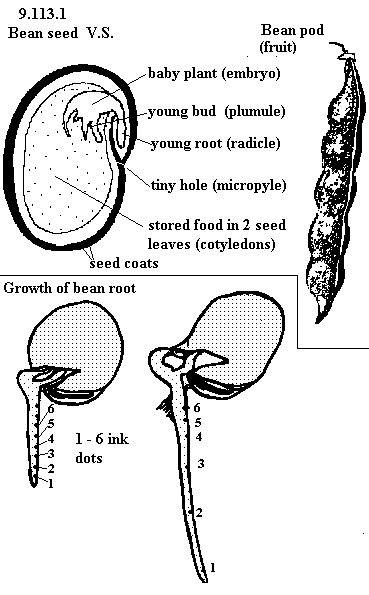 9.113.1
Bean seed V.S.
Bean pod
(fruit)
baby plant (embryo)
young bud (plumule)
young root (radicle)
tiny hole (micropyle)
stored food in 2 seed
leaves (cotyledons)
seed coats
Growth of bean root
6
5
4
3
2
1
1 - 6 ink
dots
6
5
4
3
2
1